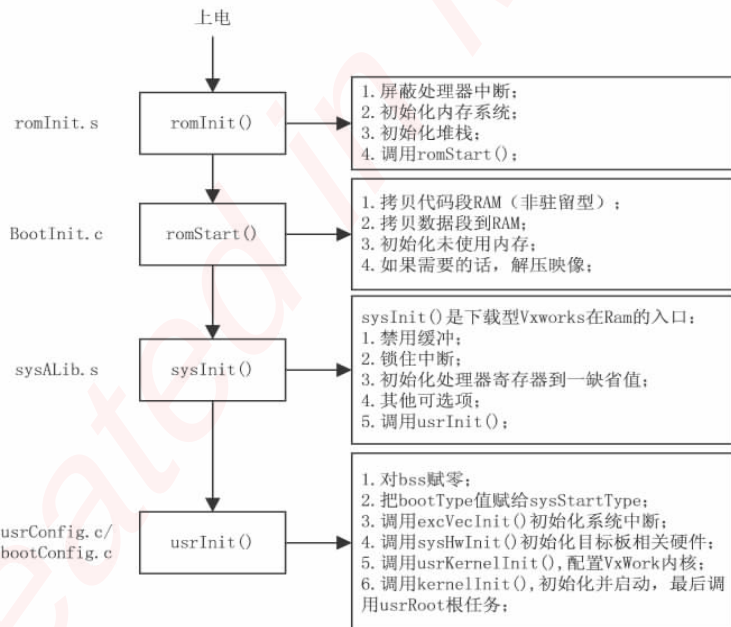 上电
romInit.s
romInit()
1. 屏蔽处理器中断;
2. 初始化内存系统;
3. 初始化堆栈;
4. 调用romStart();
BootInit.c
romStart()
1. 拷贝代码段RAM（非驻留型）;
2. 拷贝数据段到RAM;
3. 初始化未使用内存;
4. 如果需要的话，解压映像;
sysALib.s
sysInit()
sysInit()是下载型Vxworks在Ram的入口;
1. 禁用缓冲;
2. 锁住中断;
3. 初始化处理器寄存器到一缺省值;
4. 其他可选项;
5. 调用usrInit();
usrConfig.c/
bootConfig.c
usrInit()
1. 对bss赋零;
2. 把bootType值赋给sysStartType;
3. 调用excVecInit()初始化系统中断;
4. 调用sysHwInit()初始化目标板相关硬件;
5. 调用usrKernelInit(),配置VxWork内核;
6. 调用kernelInit(),初始化并启动，最后调
用usrRoot根任务;
eated in M